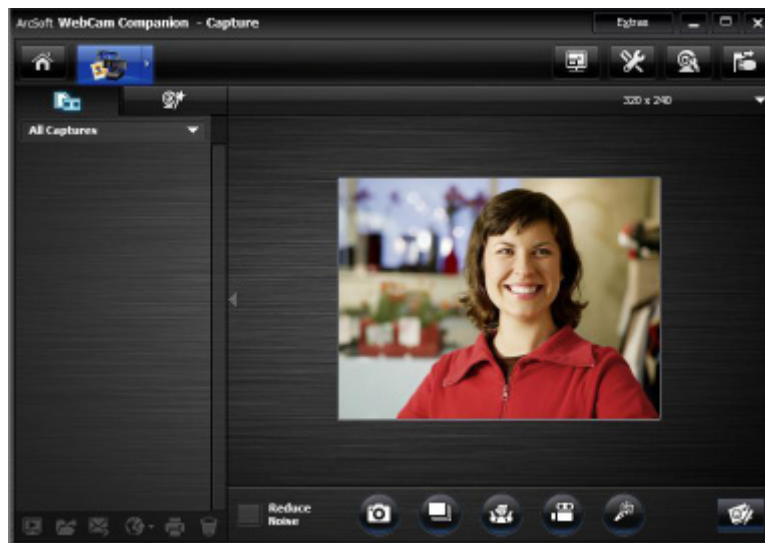 ArcSoft WebCam Companion - Capture
Extras
320 x 240
All Captures
Reduce
Noise